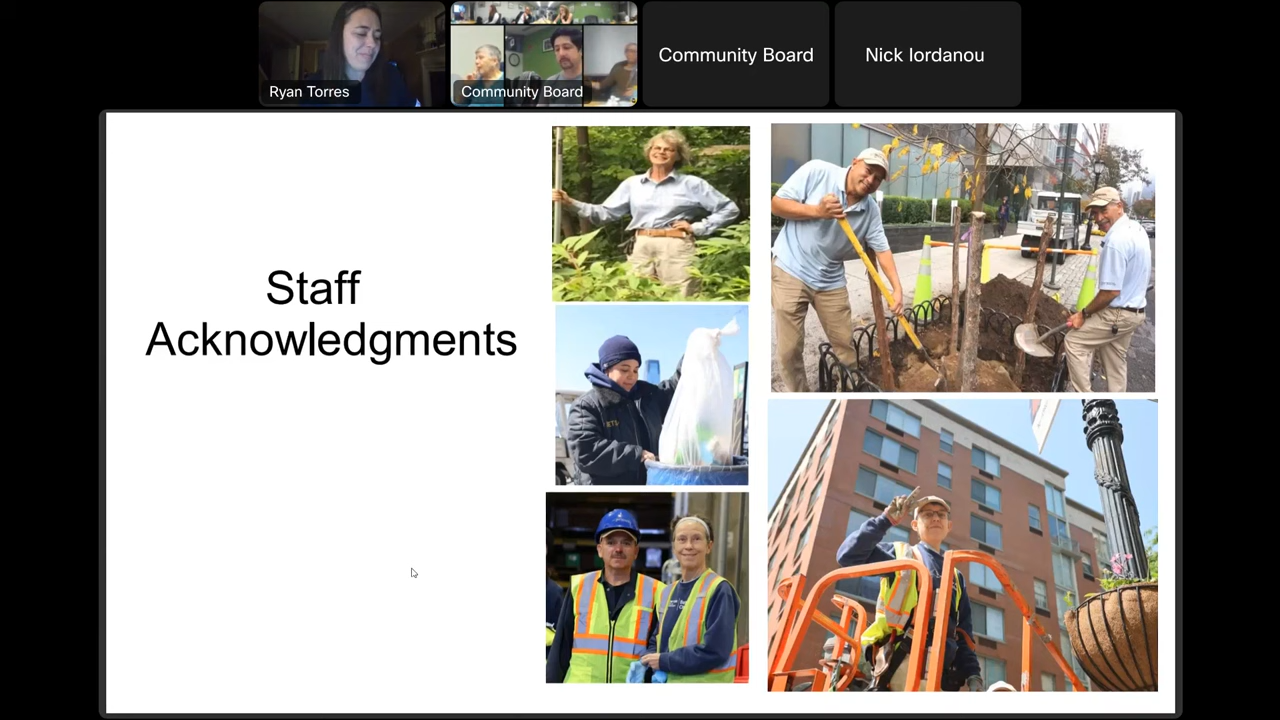 Ryan Torres
Community Board
Community Board
Nick Iordanou
Staff
Acknowledgments